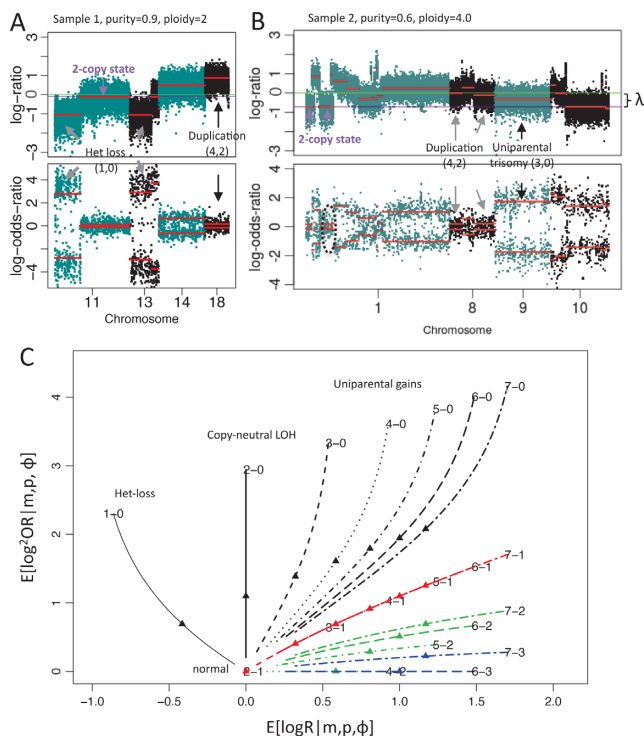 A
Sample 1, purity=0.9, ploidy=2
3
1
0
-1
-3
log-ratio
2-copy state
Het loss
(1,0)
Duplication
(4,2)
4
2
0
-2
-4
log-odds-ratio
11
13
14
18
Chromosome
B
Sample 2, purity=0.6, ploidy=4.0
3
1
0
-1
-3
log-ratio
λ
2-copy state
Duplication
(4,2)
Uniparental
trisomy (3,0)
4
2
0
-2
-4
log-odds-ratio
1
8
9
10
Chromosome
C
Uniparental gains
Copy-neutral LOH
Het-loss
normal
7-0
6-0
5-0
4-0
3-0
2-0
1-0
7-1
6-1
5-1
4-1
3-1
2-1
7-2
6-2
5-2
4-2
7-3
6-3
4
3
2
1
0
E[log²OR|m,p,ϕ]
-1.0
-0.5
0.0
0.5
1.0
1.5
2.0
E[logR|m,p,ϕ]